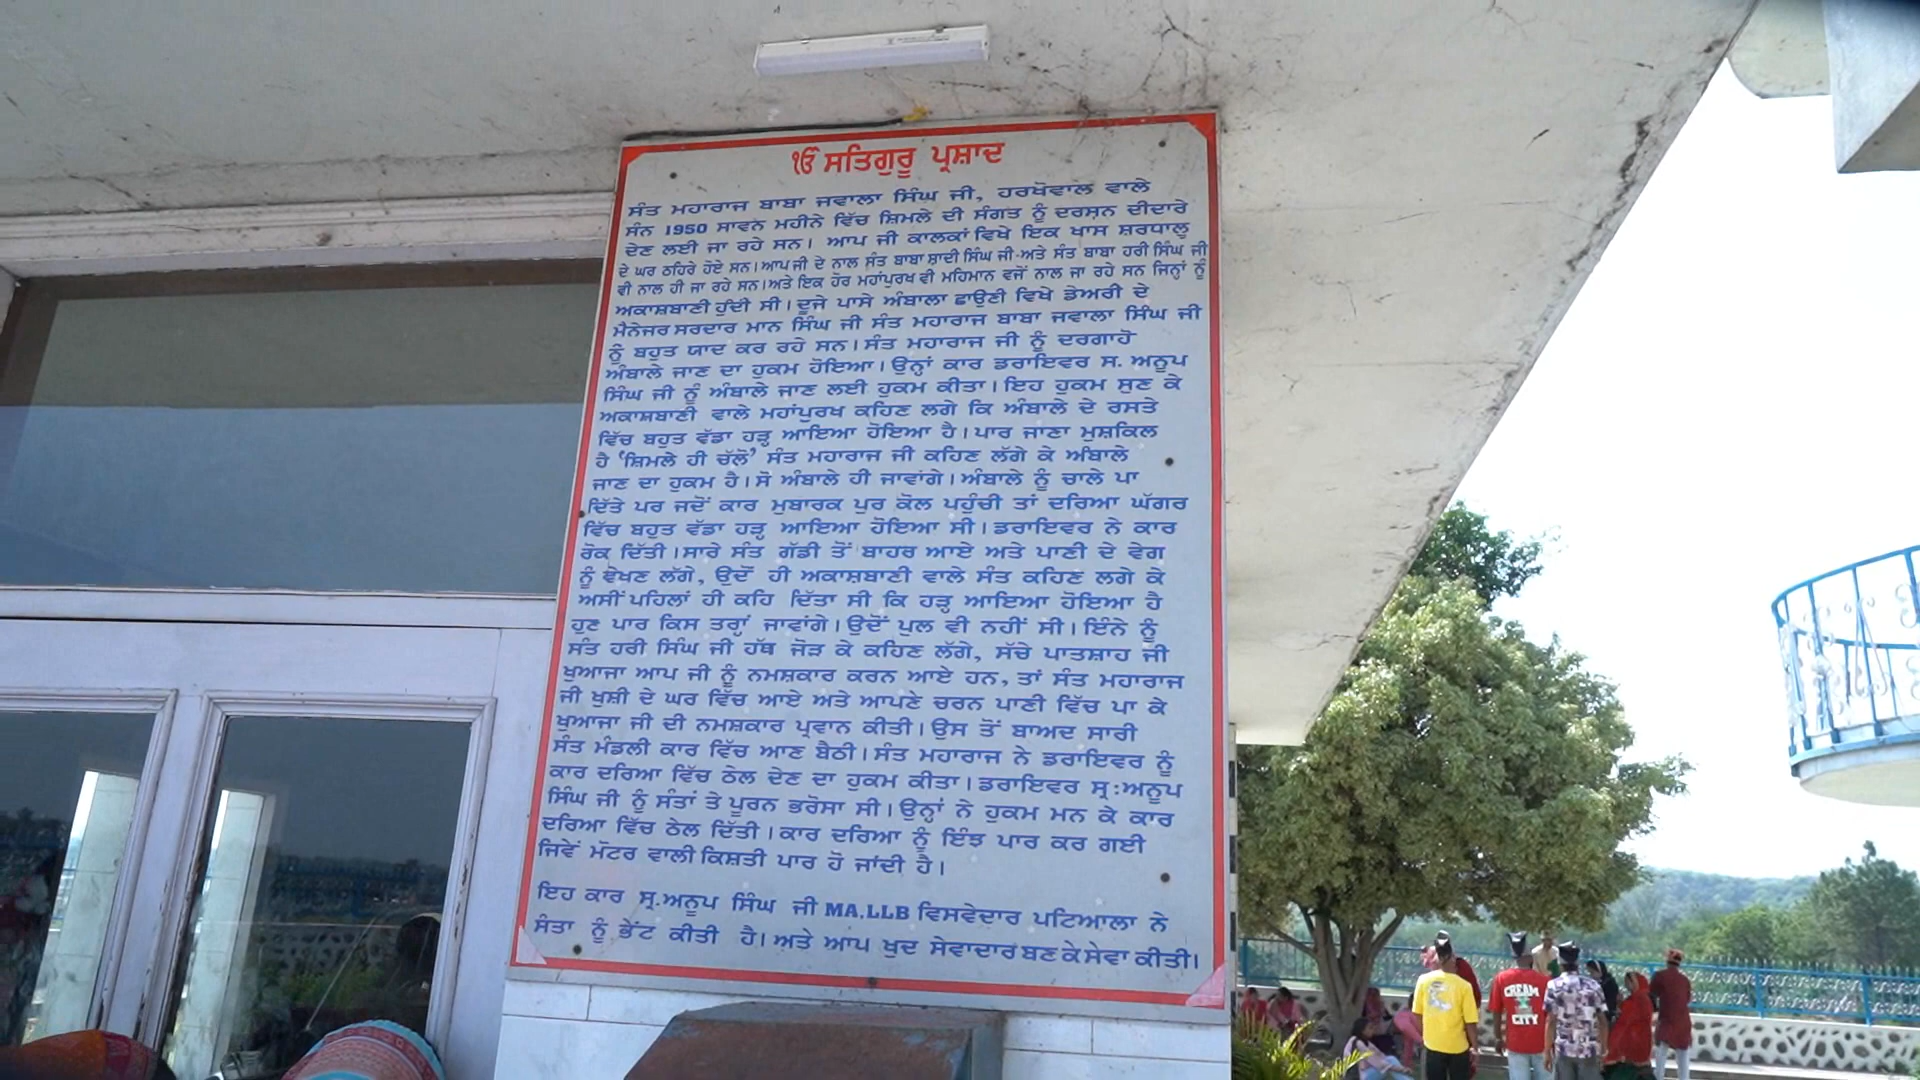 ੴ ਸਤਿਗੁਰੂ ਪ੍ਰਸ਼ਾਦ
ਸੰਤ ਮਹਾਰਾਜ ਬਾਬਾ ਜਵਾਲਾ ਸਿੰਘ ਜੀ, ਹਰਖੋਵਾਲ ਵਾਲੇ
ਸੰਨ 1950 ਸਾਵਨ ਮਹੀਨੇ ਵਿੱਚ ਸ਼ਿਮਲੇ ਦੀ ਸੰਗਤ ਨੂੰ ਦਰਸ਼ਨ ਦੀਦਾਰੇ
ਦੇਣ ਲਈ ਜਾ ਰਹੇ ਸਨ। ਆਪ ਜੀ ਕਾਲਕਾਂ ਵਿਖੇ ਇਕ ਖਾਸ ਸ਼ਰਧਾਲੂ
ਦੇ ਘਰ ਠਹਿਰੇ ਹੋਏ ਸਨ।ਆਪ ਜੀ ਦੇ ਨਾਲ ਸੰਤ ਬਾਬਾ ਸ਼ਾਦੀ ਸਿੰਘ ਜੀ ਅਤੇ ਸੰਤ ਬਾਬਾ ਹਰੀ ਸਿੰਘ ਜੀ
ਵੀ ਨਾਲ ਹੀ ਜਾ ਰਹੇ ਸਨ।ਅਤੇ ਇਕ ਹੋਰ ਮਹਾਂਪੁਰਖ ਵੀ ਮਹਿਮਾਨ ਵਜੋਂ ਨਾਲ ਜਾ ਰਹੇ ਸਨ ਜਿਨ੍ਹਾਂ ਨੂੰ
ਅਕਾਸ਼ਬਾਣੀ ਹੁੰਦੀ ਸੀ। ਦੂਜੇ ਪਾਸੇ ਅੰਬਾਲਾ ਛਾਉਣੀ ਵਿਖੇ ਡੇਅਰੀ ਦੇ
ਮੈਨੇਜਰ ਸਰਦਾਰ ਮਾਨ ਸਿੰਘ ਜੀ ਸੰਤ ਮਹਾਰਾਜ ਬਾਬਾ ਜਵਾਲਾ ਸਿੰਘ ਜੀ
ਨੂੰ ਬਹੁਤ ਯਾਦ ਕਰ ਰਹੇ ਸਨ। ਸੰਤ ਮਹਾਰਾਜ ਜੀ ਨੂੰ ਦਰਗਾਹੋ
ਅੰਬਾਲੇ ਜਾਣ ਦਾ ਹੁਕਮ ਹੋਇਆ। ਉਨ੍ਹਾਂ ਕਾਰ ਡਰਾਇਵਰ ਸ. ਅਨੂਪ
ਸਿੰਘ ਜੀ ਨੂੰ ਅੰਬਾਲੇ ਜਾਣ ਲਈ ਹੁਕਮ ਕੀਤਾ। ਇਹ ਹੁਕਮ ਸੁਣ ਕੇ
ਅਕਾਸ਼ਬਾਣੀ ਵਾਲੇ ਮਹਾਂਪੁਰਖ ਕਹਿਣ ਲਗੇ ਕਿ ਅੰਬਾਲੇ ਦੇ ਰਸਤੇ
ਵਿੱਚ ਬਹੁਤ ਵੱਡਾ ਹੜ੍ਹ ਆਇਆ ਹੋਇਆ ਹੈ। ਪਾਰ ਜਾਣਾ ਮੁਸ਼ਕਿਲ
ਹੈ ‘ਸ਼ਿਮਲੇ ਹੀ ਚੱਲੋ’ ਸੰਤ ਮਹਾਰਾਜ ਜੀ ਕਹਿਣ ਲੱਗੇ ਕੇ ਅੰਬਾਲੇ
ਜਾਣ ਦਾ ਹੁਕਮ ਹੈ। ਸੋ ਅੰਬਾਲੇ ਹੀ ਜਾਵਾਂਗੇ। ਅੰਬਾਲੇ ਨੂੰ ਚਾਲੇ ਪਾ
ਦਿੱਤੇ ਪਰ ਜਦੋਂ ਕਾਰ ਮੁਬਾਰਕ ਪੁਰ ਕੋਲ ਪਹੁੰਚੀ ਤਾਂ ਦਰਿਆ ਘੱਗਰ
ਵਿੱਚ ਬਹੁਤ ਵੱਡਾ ਹੜ੍ਹ ਆਇਆ ਹੋਇਆ ਸੀ। ਡਰਾਇਵਰ ਨੇ ਕਾਰ
ਰੋਕ ਦਿੱਤੀ। ਸਾਰੇ ਸੰਤ ਗੱਡੀ ਤੋਂ ਬਾਹਰ ਆਏ ਅਤੇ ਪਾਣੀ ਦੇ ਵੇਗ
ਨੂੰ ਵੇਖਣ ਲੱਗੇ, ਉਦੋਂ ਹੀ ਅਕਾਸ਼ਬਾਣੀ ਵਾਲੇ ਸੰਤ ਕਹਿਣ ਲਗੇ ਕੇ
ਅਸੀਂ ਪਹਿਲਾਂ ਹੀ ਕਹਿ ਦਿੱਤਾ ਸੀ ਕਿ ਹੜ੍ਹ ਆਇਆ ਹੋਇਆ ਹੈ
ਹੁਣ ਪਾਰ ਕਿਸ ਤਰ੍ਹਾਂ ਜਾਵਾਂਗੇ। ਉਦੋਂ ਪੁਲ ਵੀ ਨਹੀਂ ਸੀ। ਇੰਨੇ ਨੂੰ
ਸੰਤ ਹਰੀ ਸਿੰਘ ਜੀ ਹੱਥ ਜੋੜ ਕੇ ਕਹਿਣ ਲੱਗੇ, ਸੱਚੇ ਪਾਤਸ਼ਾਹ ਜੀ
ਖੁਆਜਾ ਆਪ ਜੀ ਨੂੰ ਨਮਸ਼ਕਾਰ ਕਰਨ ਆਏ ਹਨ, ਤਾਂ ਸੰਤ ਮਹਾਰਾਜ
ਜੀ ਖੁਸ਼ੀ ਦੇ ਘਰ ਵਿੱਚ ਆਏ ਅਤੇ ਆਪਣੇ ਚਰਨ ਪਾਣੀ ਵਿੱਚ ਪਾ ਕੇ
ਖੁਆਜਾ ਜੀ ਦੀ ਨਮਸ਼ਕਾਰ ਪ੍ਰਵਾਨ ਕੀਤੀ। ਉਸ ਤੋਂ ਬਾਅਦ ਸਾਰੀ
ਸੰਤ ਮੰਡਲੀ ਕਾਰ ਵਿੱਚ ਆਣ ਬੈਠੀ। ਸੰਤ ਮਹਾਰਾਜ ਨੇ ਡਰਾਇਵਰ ਨੂੰ
ਕਾਰ ਦਰਿਆ ਵਿੱਚ ਠੇਲ ਦੇਣ ਦਾ ਹੁਕਮ ਕੀਤਾ। ਡਰਾਇਵਰ ਸ੍ਰ:ਅਨੂਪ
ਸਿੰਘ ਜੀ ਨੂੰ ਸੰਤਾਂ ਤੇ ਪੂਰਨ ਭਰੋਸਾ ਸੀ। ਉਨ੍ਹਾਂ ਨੇ ਹੁਕਮ ਮਨ ਕੇ ਕਾਰ
ਦਰਿਆ ਵਿੱਚ ਠੇਲ ਦਿੱਤੀ। ਕਾਰ ਦਰਿਆ ਨੂੰ ਇੰਝ ਪਾਰ ਕਰ ਗਈ
ਜਿਵੇਂ ਮੋਟਰ ਵਾਲੀ ਕਿਸ਼ਤੀ ਪਾਰ ਹੋ ਜਾਂਦੀ ਹੈ।
ਇਹ ਕਾਰ ਸ੍ਰ.ਅਨੂਪ ਸਿੰਘ ਜੀ MA,LLB ਵਿਸਵੇਦਾਰ ਪਟਿਆਲਾ ਨੇ
ਸੰਤਾ ਨੂੰ ਭੇਂਟ ਕੀਤੀ ਹੈ। ਅਤੇ ਆਪ ਖੁਦ ਸੇਵਾਦਾਰ ਬਣ ਕੇ ਸੇਵਾ ਕੀਤੀ।
CREAM
CITY